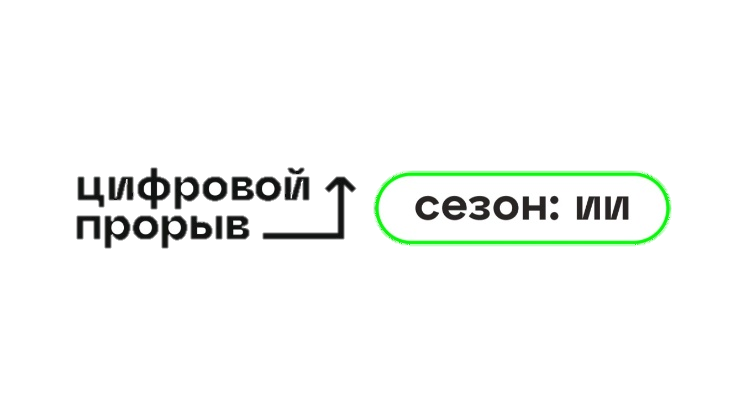 цифровой
прорыв
сезон: ии